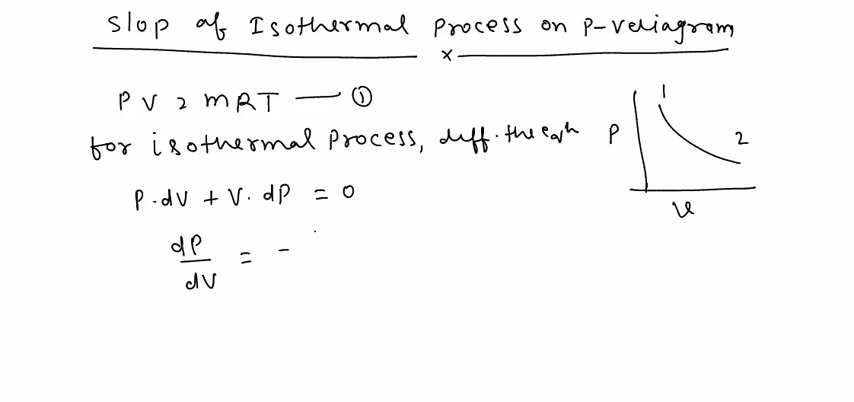 Slop of Isothermal Process on P-V diagram
x
PV = mRT — ①
for isothermal Process, diff. the eqn
P 1 2
P.dV + V.dP = 0
V
dP/dV = -